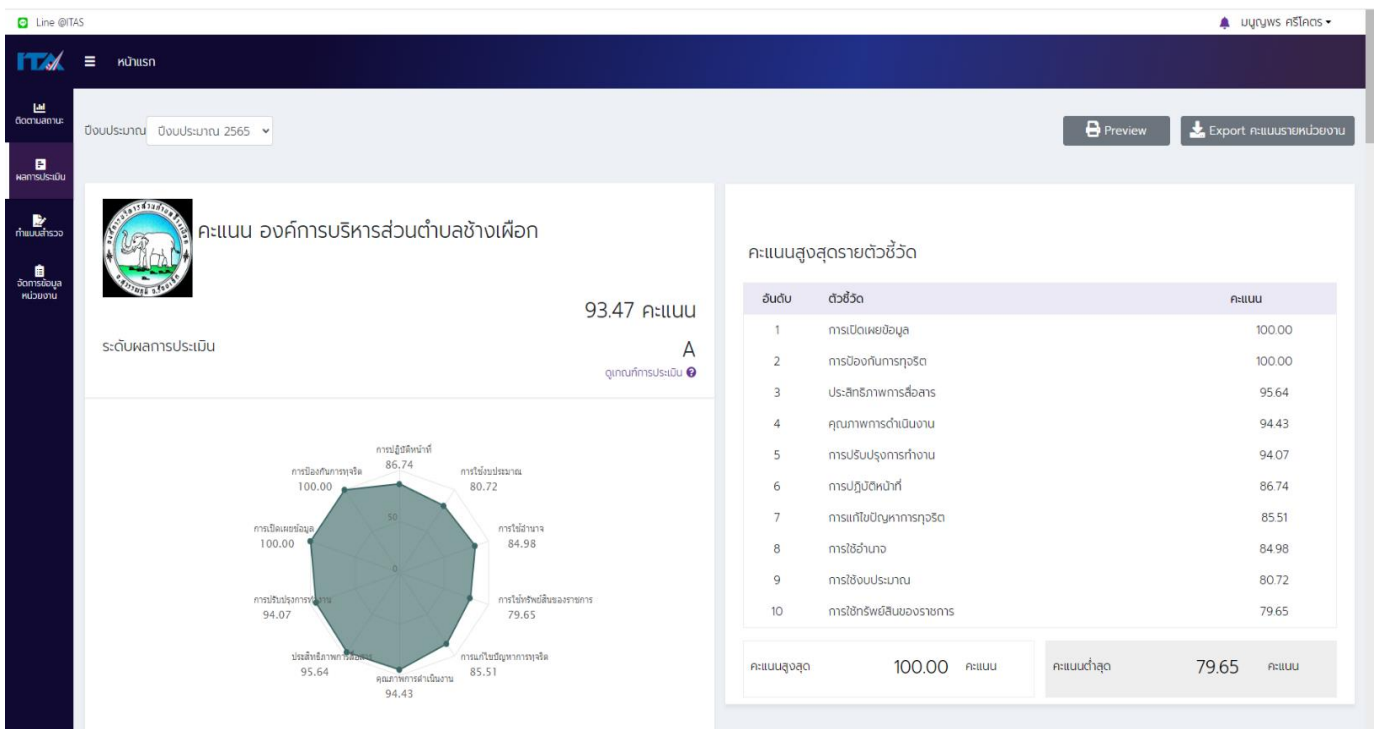 Line @ITAS
มนูญพร ศรีโคตร
ITA
หน้าแรก
ติดตามสถานะ
ผลการประเมิน
ทำแบบสำรวจ
จัดการข้อมูล
หน่วยงาน
ปีงบประมาณ ปีงบประมาณ 2565
Preview
Export คะแนนรายหน่วยงาน
คะแนน องค์การบริหารส่วนตำบลช้างเผือก
93.47 คะแนน
ระดับผลการประเมิน A
ดูเกณฑ์การประเมิน
การปฏิบัติหน้าที่
86.74
การใช้งบประมาณ
80.72
การใช้อำนาจ
84.98
การใช้ทรัพย์สินของราชการ
79.65
การแก้ไขปัญหาการทุจริต
85.51
คุณภาพการดำเนินงาน
94.43
ประสิทธิภาพการสื่อสาร
95.64
การปรับปรุงการทำงาน
94.07
การเปิดเผยข้อมูล
100.00
การป้องกันการทุจริต
100.00
50
0
คะแนนสูงสุดรายตัวชี้วัด
อันดับ ตัวชี้วัด คะแนน
1 การเปิดเผยข้อมูล 100.00
2 การป้องกันการทุจริต 100.00
3 ประสิทธิภาพการสื่อสาร 95.64
4 คุณภาพการดำเนินงาน 94.43
5 การปรับปรุงการทำงาน 94.07
6 การปฏิบัติหน้าที่ 86.74
7 การแก้ไขปัญหาการทุจริต 85.51
8 การใช้อำนาจ 84.98
9 การใช้งบประมาณ 80.72
10 การใช้ทรัพย์สินของราชการ 79.65
คะแนนสูงสุด 100.00 คะแนน
คะแนนต่ำสุด 79.65 คะแนน